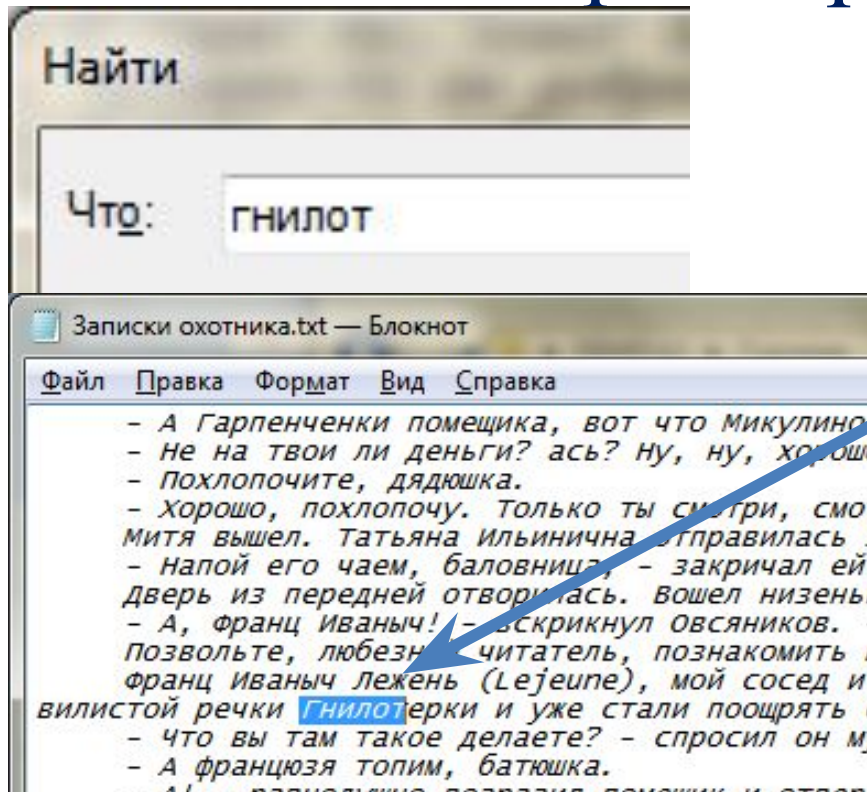 Найти
Что: гнилот
Записки охотника.txt — Блокнот
Файл Правка Формат Вид Справка
– А Гарпенченки помещика, вот что Микулино
– Не на твои ли деньги? ась? Ну, ну, хорош
– Похлопочите, дядюшка.
– Хорошо, похлопочу. Только ты смотри, смо
Митя вышел. Татьяна Ильинична отправилась
– Напой его чаем, баловница, – закричал ей
Дверь из передней отворилась. Вошел низень
– А, Франц Иваныч! – вскрикнул Овсяников.
Позвольте, любезный читатель, познакомить
Франц Иваныч Лежень (Lejeune), мой сосед и
вилистой речки Гнилотерки и уже стали поощрять
– Что вы там такое делаете? – спросил он м
– А французя топим, батюшка.